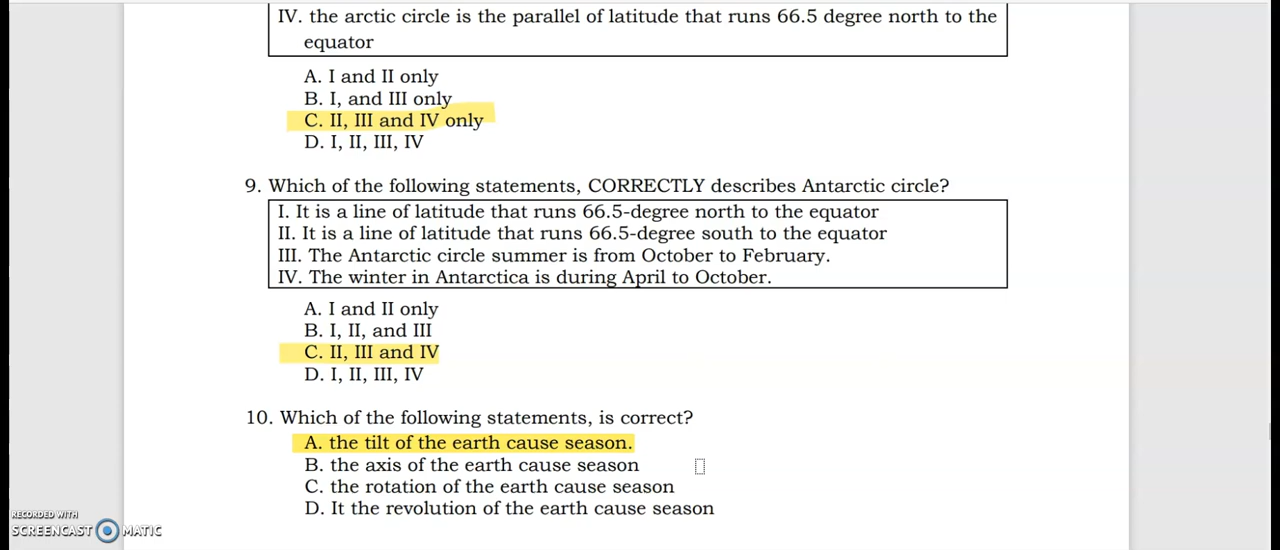 IV. the arctic circle is the parallel of latitude that runs 66.5 degree north to the
equator
A. I and II only
B. I, and III only
C. II, III and IV only
D. I, II, III, IV
9. Which of the following statements, CORRECTLY describes Antarctic circle?
I. It is a line of latitude that runs 66.5-degree north to the equator
II. It is a line of latitude that runs 66.5-degree south to the equator
III. The Antarctic circle summer is from October to February.
IV. The winter in Antarctica is during April to October.
A. I and II only
B. I, II, and III
C. II, III and IV
D. I, II, III, IV
10. Which of the following statements, is correct?
A. the tilt of the earth cause season.
B. the axis of the earth cause season
C. the rotation of the earth cause season
D. It the revolution of the earth cause season
RECORDED WITH
SCREENCAST MATIC